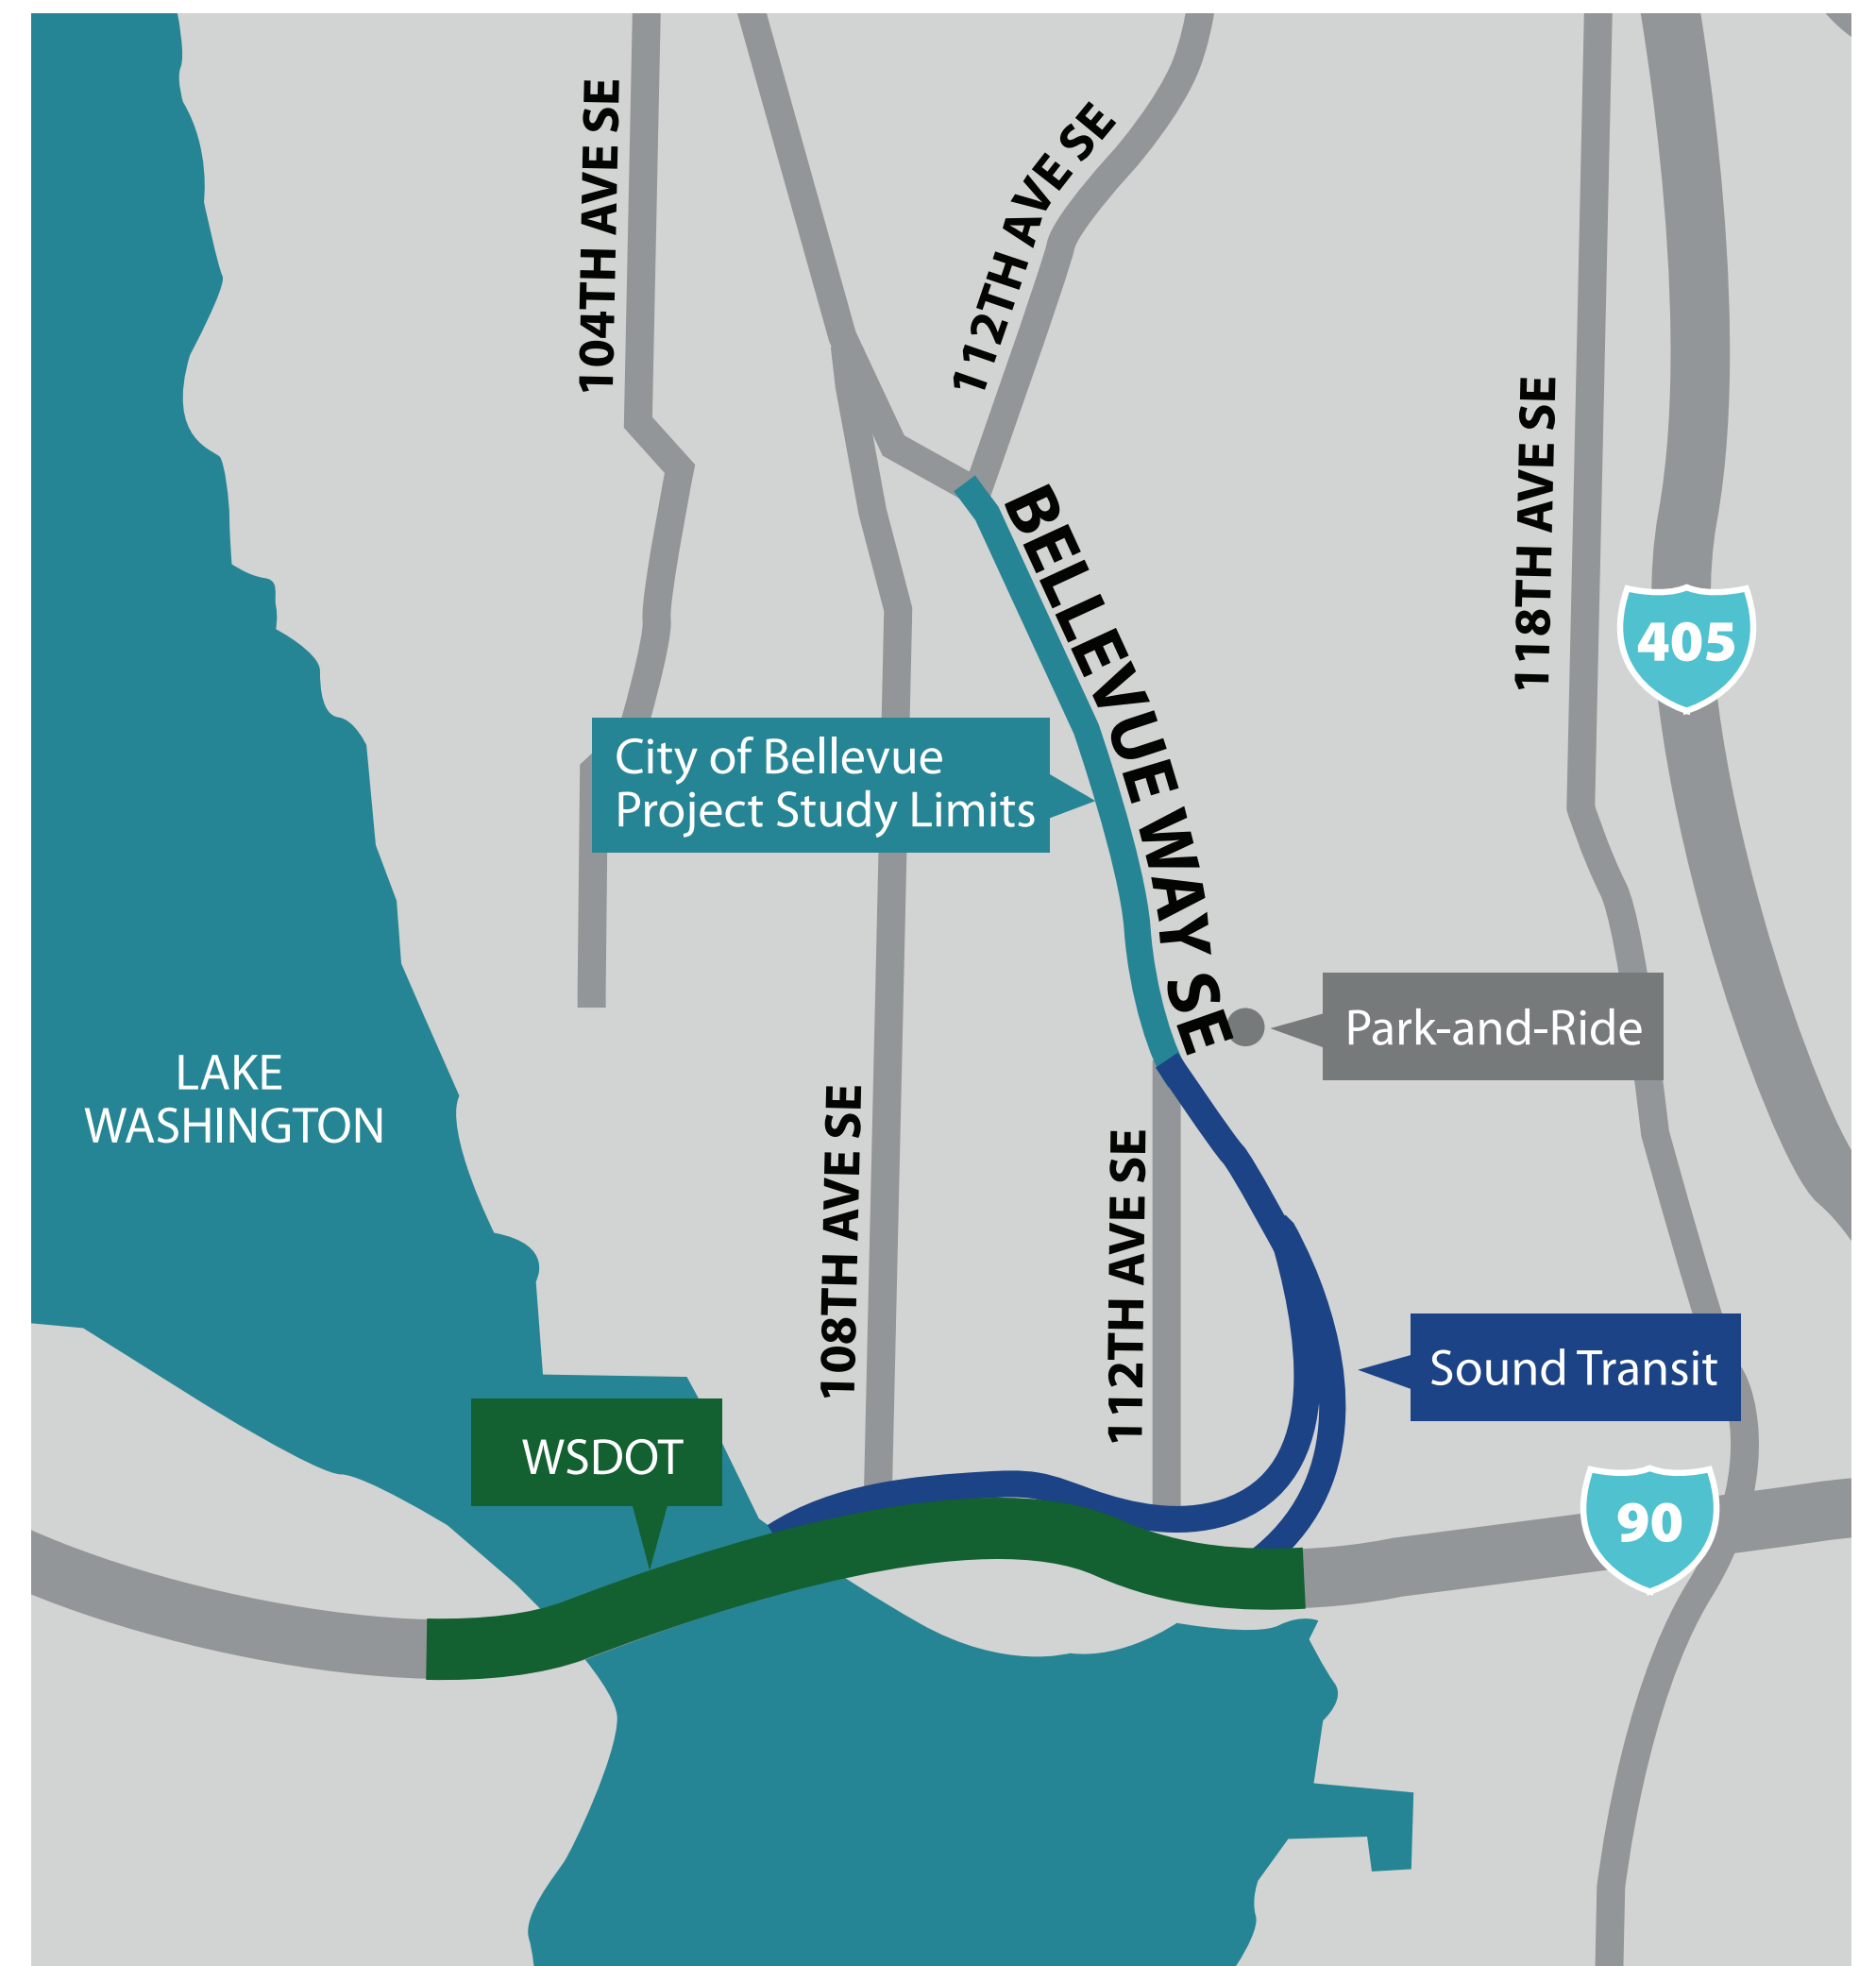 104TH AVE SE
112TH AVE SE
118TH AVE SE
BELLEVUE WAY SE
405
City of Bellevue
Project Study Limits
Park-and-Ride
LAKE
WASHINGTON
108TH AVE SE
112TH AVE SE
Sound Transit
WSDOT
90